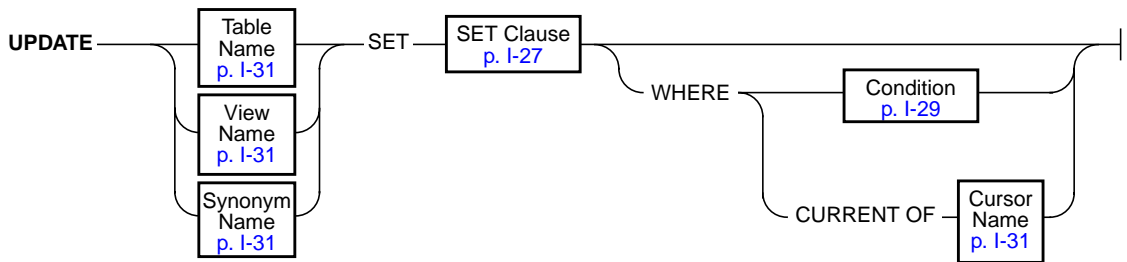 UPDATE
Table
Name
p. I-31
View
Name
p. I-31
Synonym
Name
p. I-31
SET
SET Clause
p. I-27
WHERE
Condition
p. I-29
CURRENT OF
Cursor
Name
p. I-31